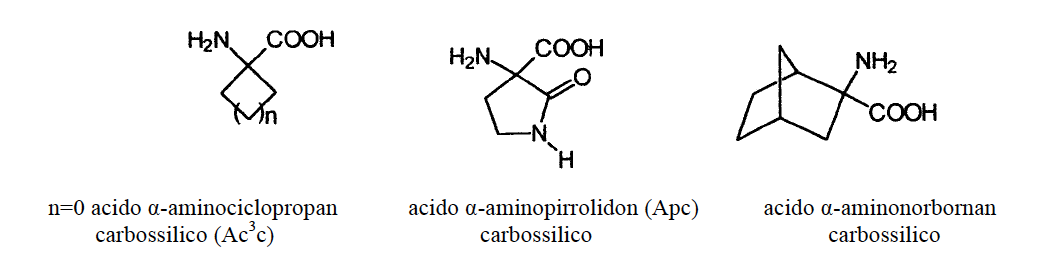 H₂N COOH
( )n
H₂N COOH
O
N
H
NH₂
COOH
n=0 acido α-aminociclopropan
carbossilico (Ac³c)
acido α-aminopirrolidon (Apc)
carbossilico
acido α-aminonorbornan
carbossilico